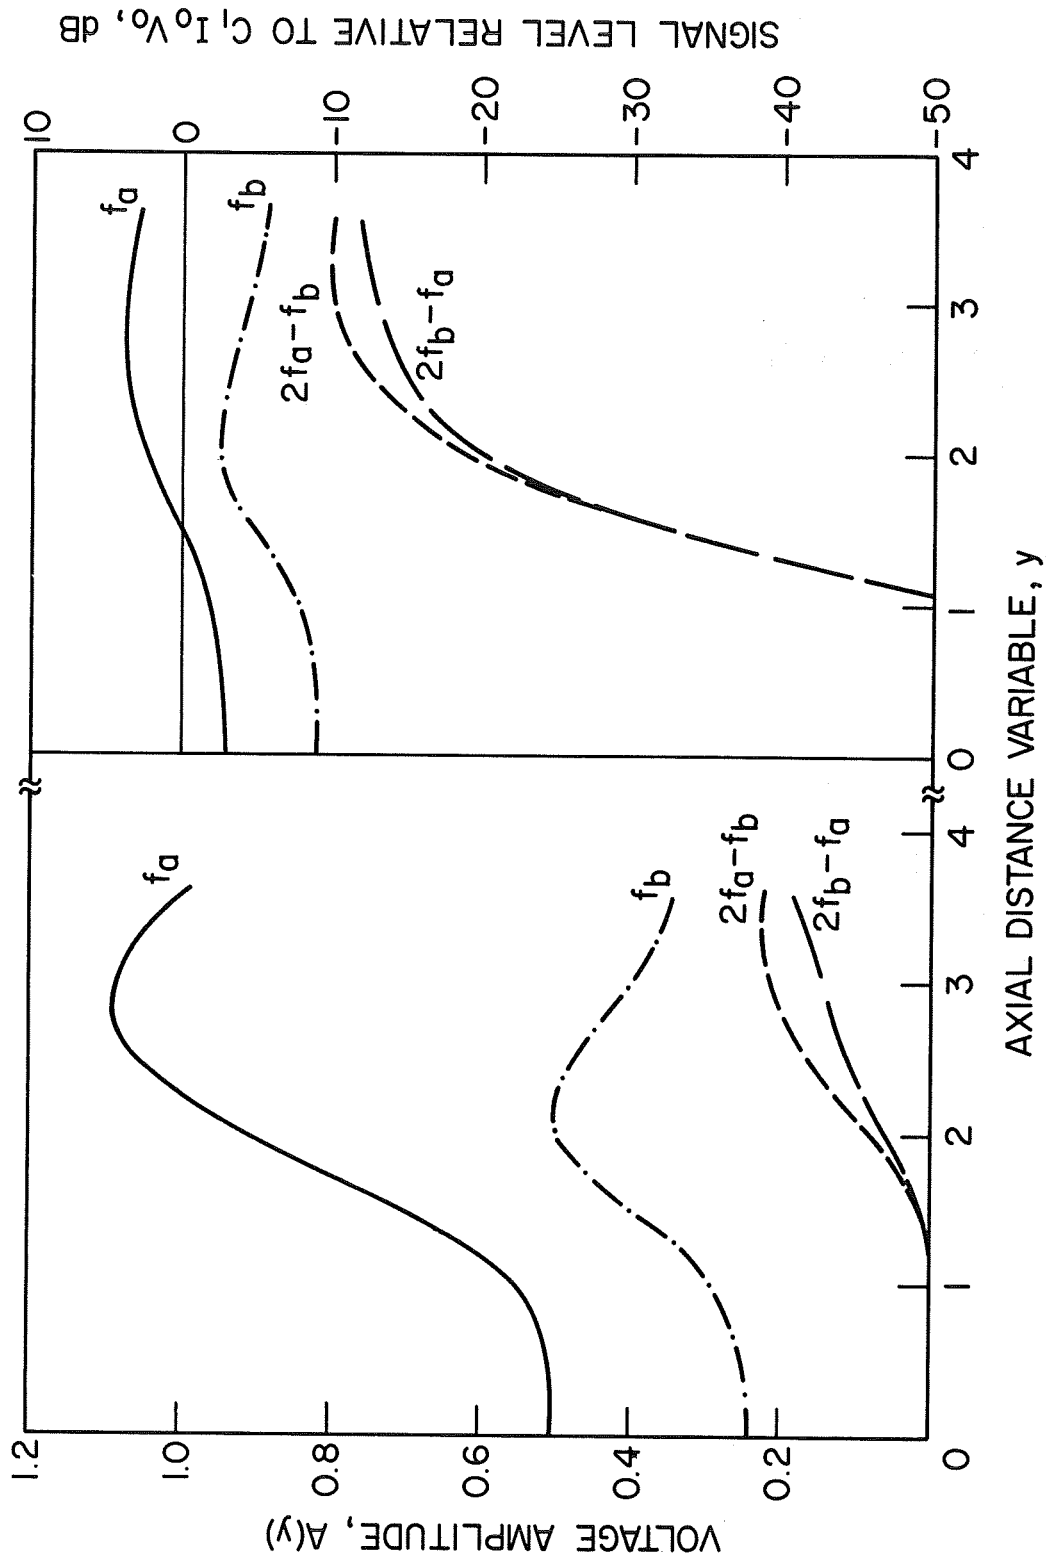 VOLTAGE AMPLITUDE, A(y)
1.2
1.0
0.8
0.6
0.4
0.2
0
1
2
3
4
fa
fb
2fa-fb
2fb-fa
0
1
2
3
4
fa
fb
2fa-fb
2fb-fa
10
0
-10
-20
-30
-40
-50
SIGNAL LEVEL RELATIVE TO C1I0V0, dB
AXIAL DISTANCE VARIABLE, y